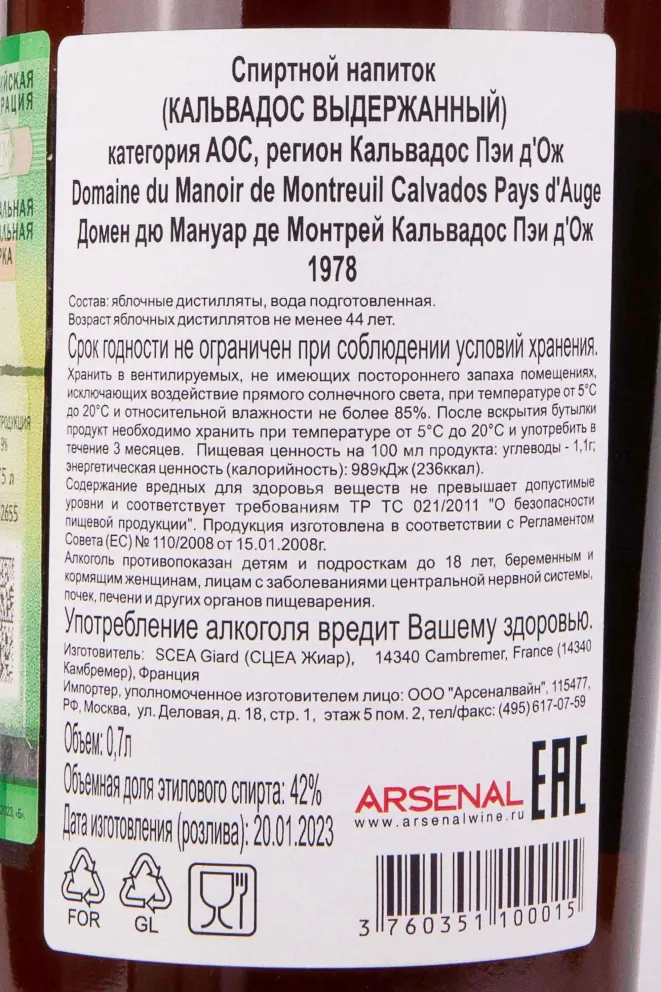 ЙСКАЯ
РАЦИЯ
АЛЬНАЯ
АЛЬНАЯ
РКА
РОДУКЦИЯ
9%
75 л
2655
Спиртной напиток
(КАЛЬВАДОС ВЫДЕРЖАННЫЙ)
категория АОС, регион Кальвадос Пэи д'Ож
Domaine du Manoir de Montreuil Calvados Pays d'Auge
Домен дю Мануар де Монтрей Кальвадос Пэи д'Ож
1978
Состав: яблочные дистилляты, вода подготовленная.
Возраст яблочных дистиллятов не менее 44 лет.
Срок годности не ограничен при соблюдении условий хранения.
Хранить в вентилируемых, не имеющих постороннего запаха помещениях,
исключающих воздействие прямого солнечного света, при температуре от 5°С
до 20°С и относительной влажности не более 85%. После вскрытия бутылки
продукт необходимо хранить при температуре от 5°С до 20°С и употребить в
течение 3 месяцев. Пищевая ценность на 100 мл продукта: углеводы - 1,1г;
энергетическая ценность (калорийность): 989кДж (236ккал).
Содержание вредных для здоровья веществ не превышает допустимые
уровни и соответствует требованиям ТР ТС 021/2011 "О безопасности
пищевой продукции". Продукция изготовлена в соответствии с Регламентом
Совета (ЕС) № 110/2008 от 15.01.2008г.
Алкоголь противопоказан детям и подросткам до 18 лет, беременным и
кормящим женщинам, лицам с заболеваниями центральной нервной системы,
почек, печени и других органов пищеварения.
Употребление алкоголя вредит Вашему здоровью.
Изготовитель: SCEA Giard (СЦЕА Жиар), 14340 Cambremer, France (14340
Камбремер), Франция
Импортер, уполномоченное изготовителем лицо: ООО "Арсеналвайн", 115477,
РФ, Москва, ул. Деловая, д. 18, стр. 1, этаж 5 пом. 2, тел/факс: (495) 617-07-59
Объем: 0,7л
Объемная доля этилового спирта: 42%
Дата изготовления (розлива): 20.01.2023
ARSENAL
www.arsenalwine.ru
ЕАС
FOR
GL
3 760351 100015